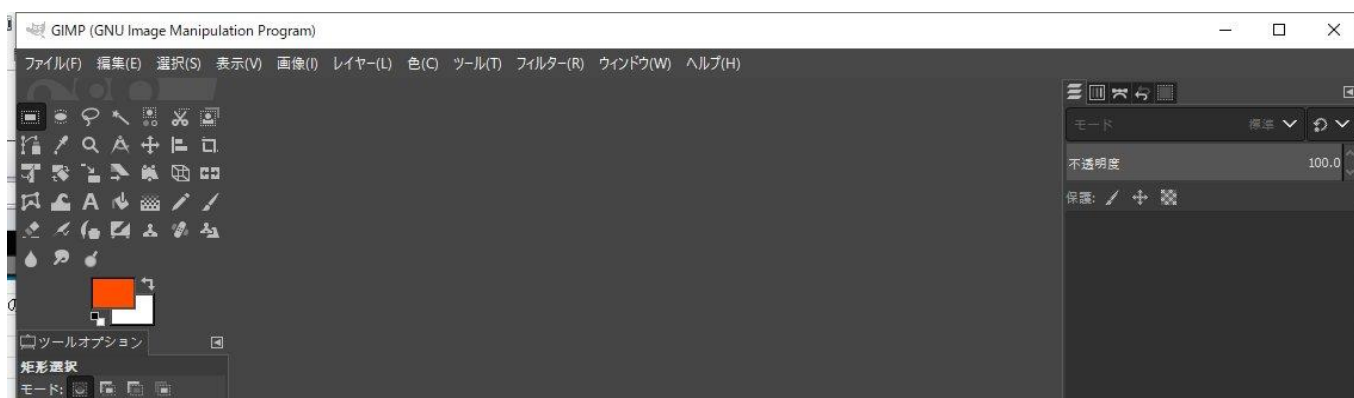 GIMP (GNU Image Manipulation Program)
ファイル(F) 編集(E) 選択(S) 表示(V) 画像(I) レイヤー(L) 色(C) ツール(T) フィルター(R) ウィンドウ(W) ヘルプ(H)
モード 標準
不透明度 100.0
保護:
ツールオプション
矩形選択
モード: